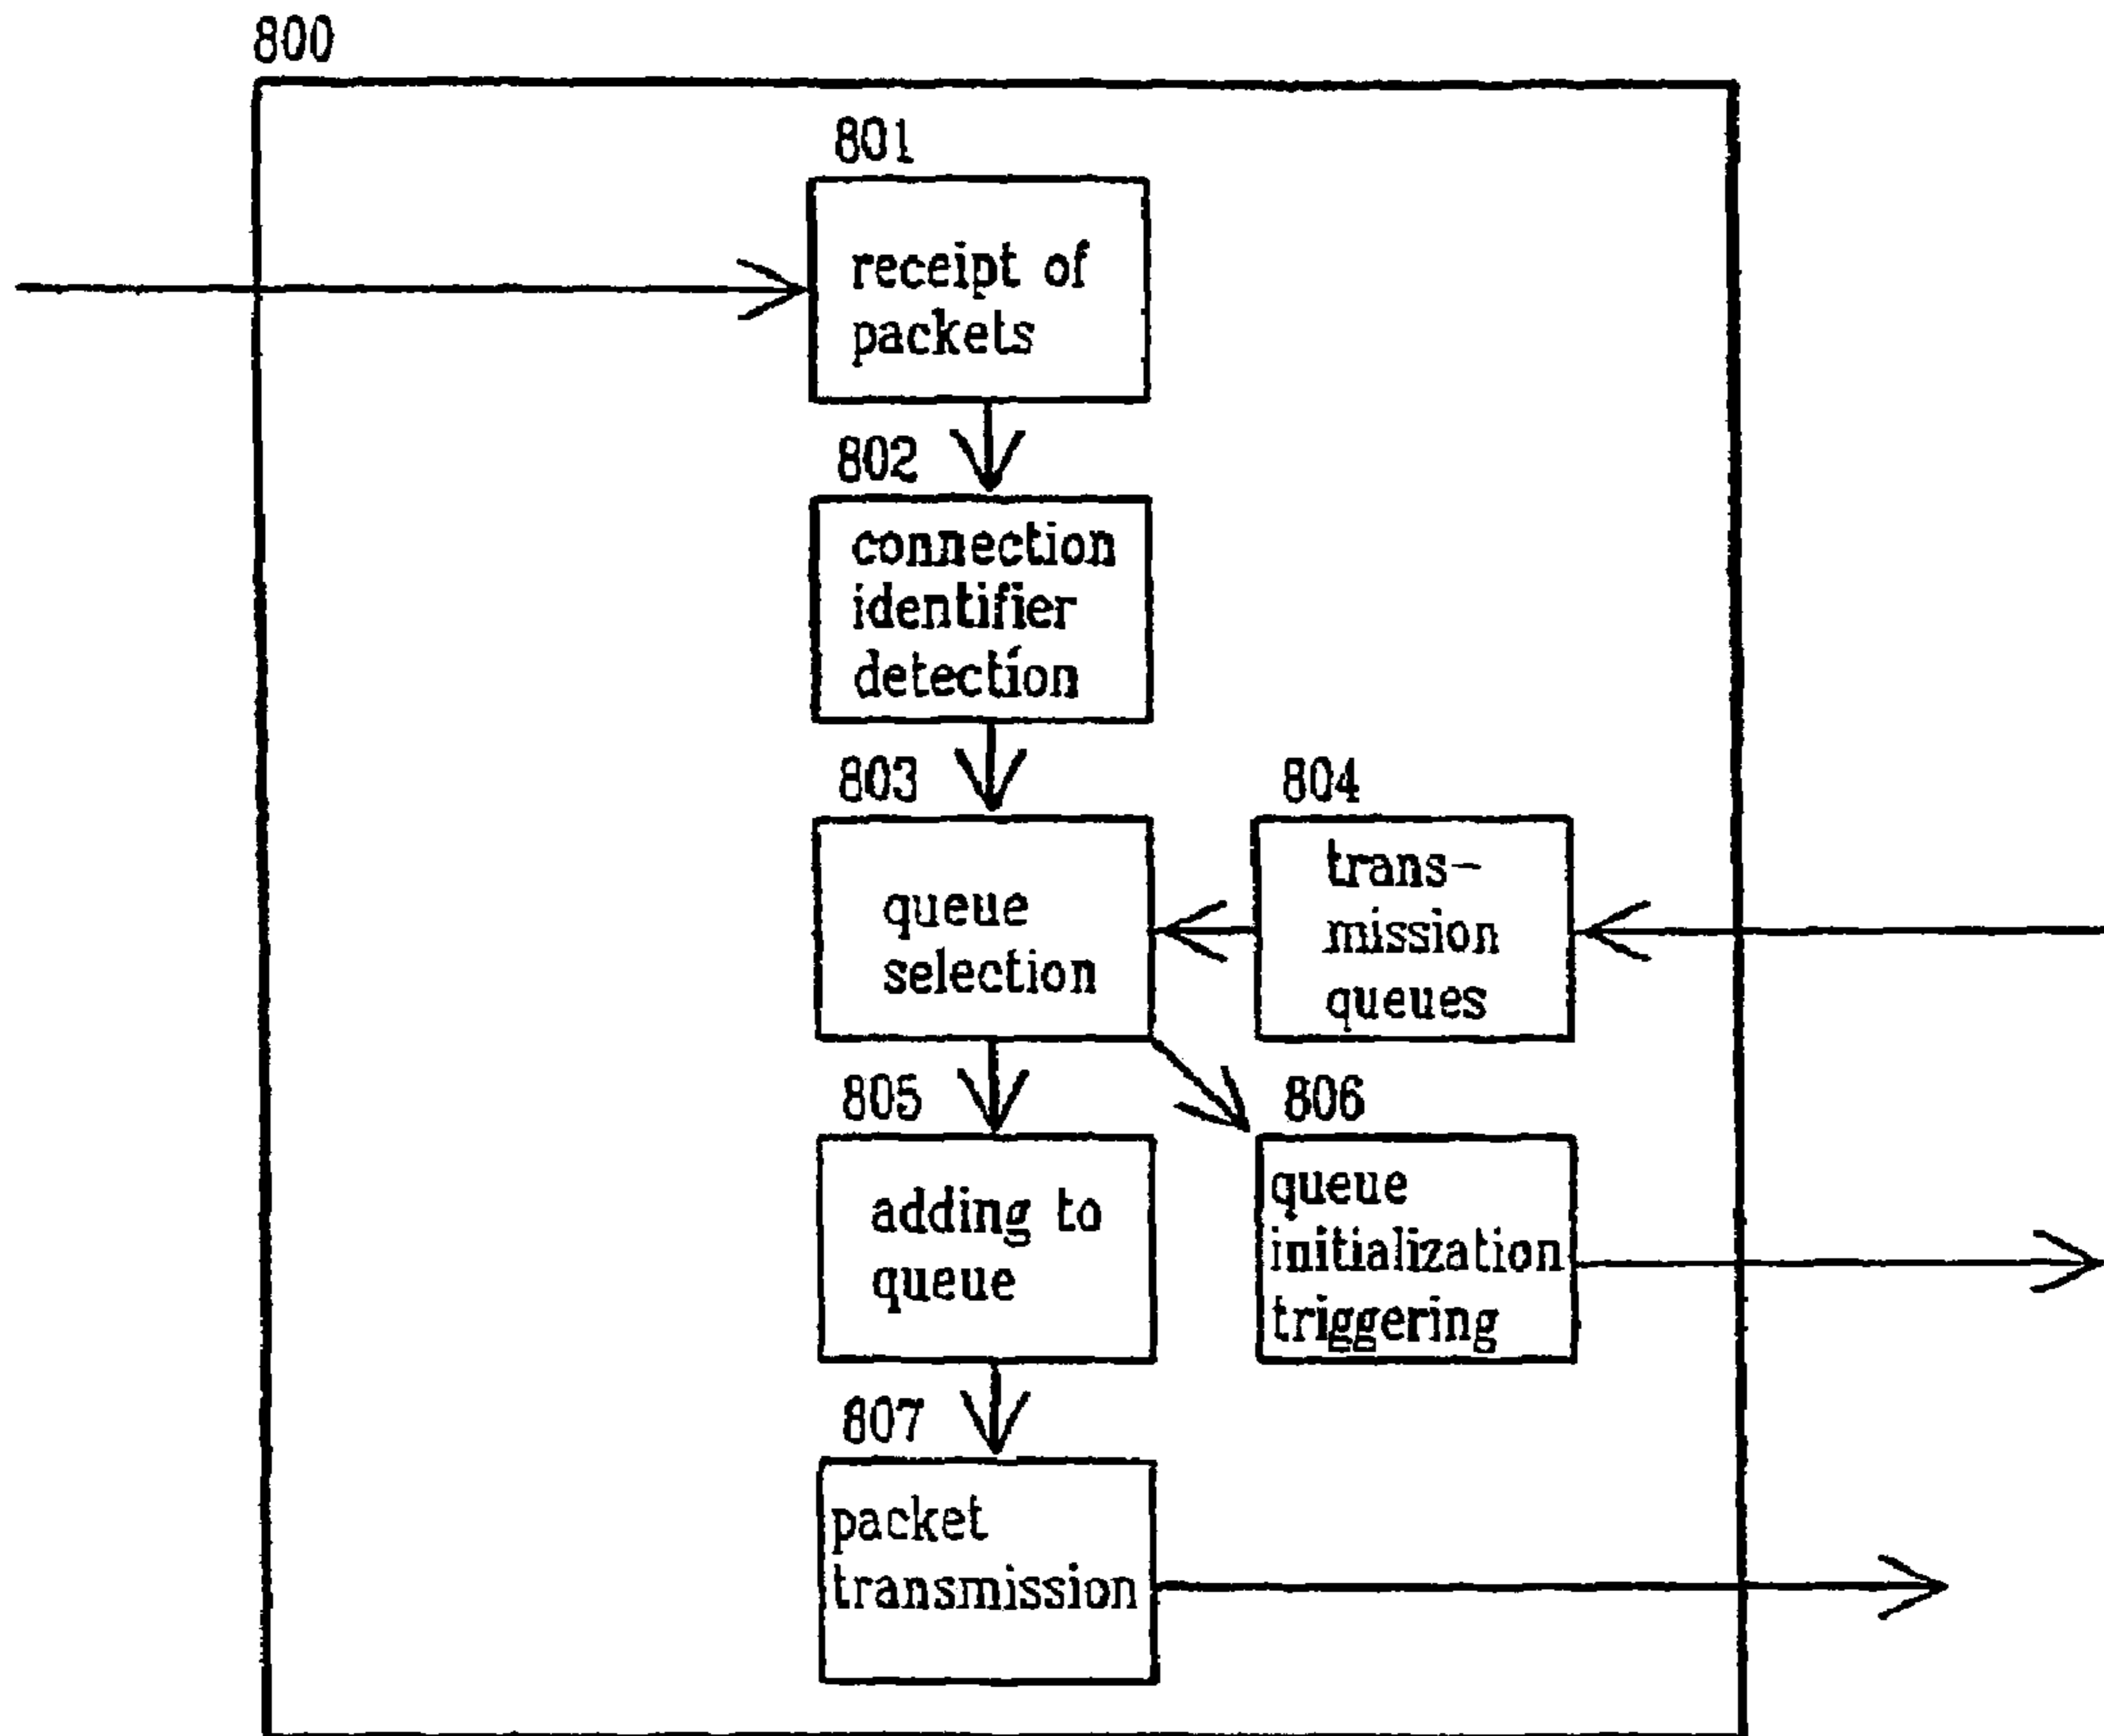 800
801
receipt of
packets
802
connection
identifier
detection
803
queue
selection
804
trans-
mission
queues
805
adding to
queue
806
queue
initialization
triggering
807
packet
transmission